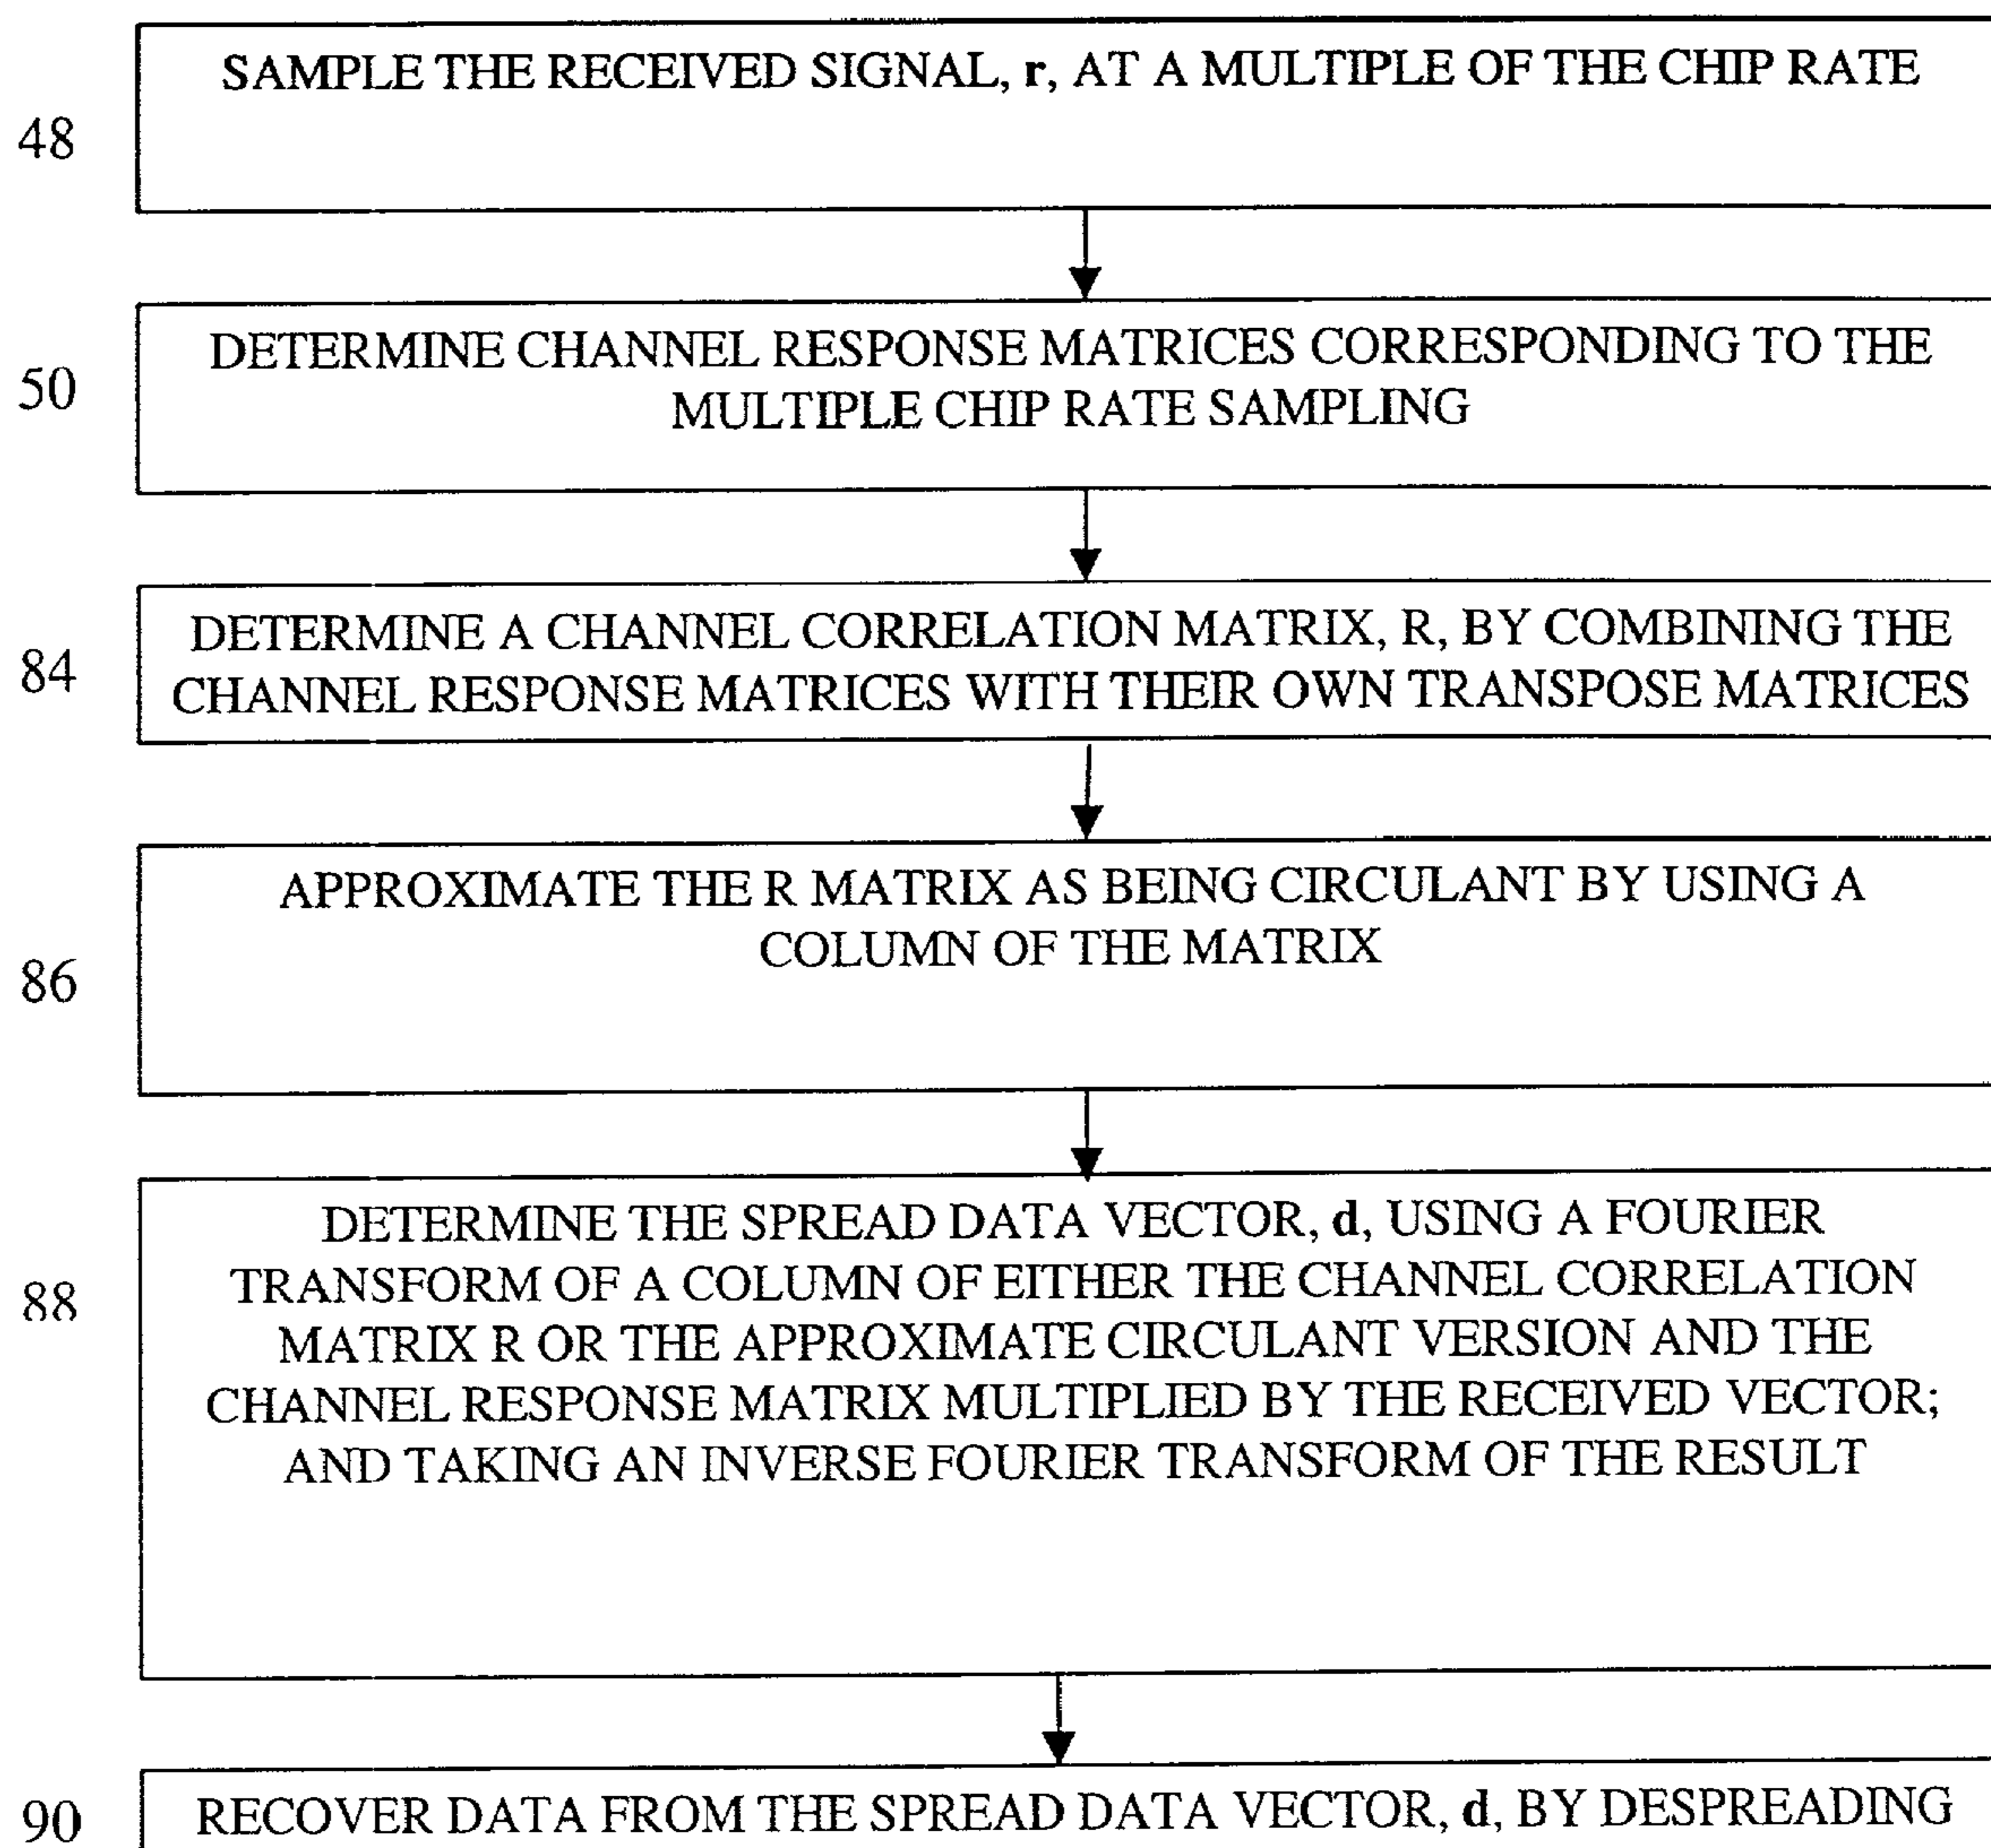 SAMPLE THE RECEIVED SIGNAL, r, AT A MULTIPLE OF THE CHIP RATE
48
DETERMINE CHANNEL RESPONSE MATRICES CORRESPONDING TO THE
MULTIPLE CHIP RATE SAMPLING
50
DETERMINE A CHANNEL CORRELATION MATRIX, R, BY COMBINING THE
CHANNEL RESPONSE MATRICES WITH THEIR OWN TRANSPOSE MATRICES
84
APPROXIMATE THE R MATRIX AS BEING CIRCULANT BY USING A
COLUMN OF THE MATRIX
86
DETERMINE THE SPREAD DATA VECTOR, d, USING A FOURIER
TRANSFORM OF A COLUMN OF EITHER THE CHANNEL CORRELATION
MATRIX R OR THE APPROXIMATE CIRCULANT VERSION AND THE
CHANNEL RESPONSE MATRIX MULTIPLIED BY THE RECEIVED VECTOR;
AND TAKING AN INVERSE FOURIER TRANSFORM OF THE RESULT
88
RECOVER DATA FROM THE SPREAD DATA VECTOR, d, BY DESPREADING
90